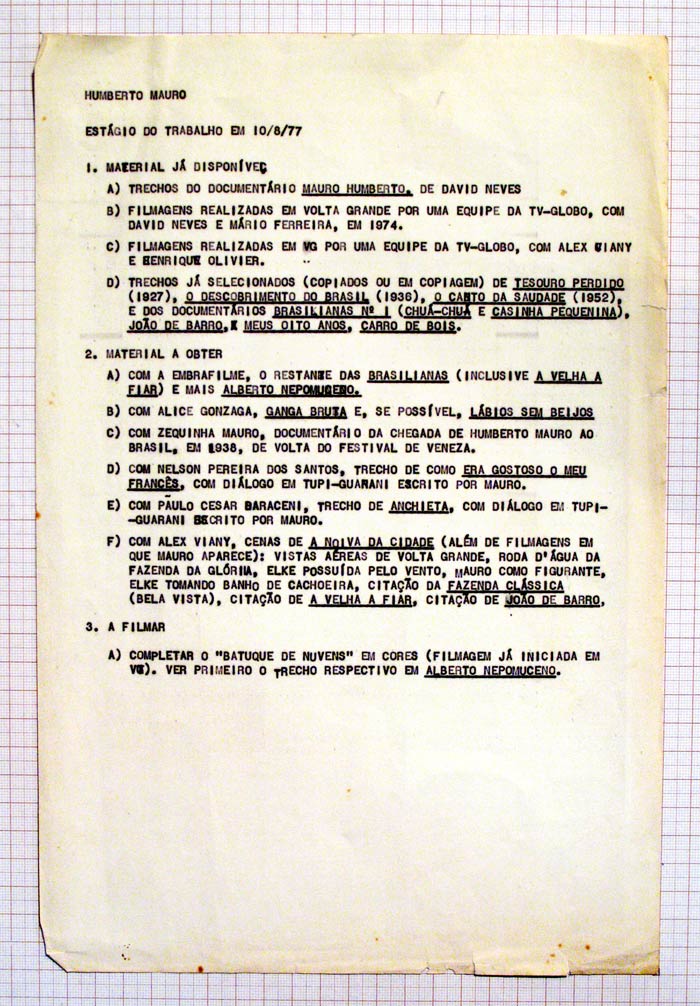 HUMBERTO MAURO
ESTÁGIO DO TRABALHO EM 10/8/77
1. MATERIAL JÁ DISPONÍVEL
A) TRECHOS DO DOCUMENTÁRIO MAURO HUMBERTO, DE DAVID NEVES
B) FILMAGENS REALIZADAS EM VOLTA GRANDE POR UMA EQUIPE DA TV-GLOBO, COM
DAVID NEVES E MÁRIO FERREIRA, EM 1974.
C) FILMAGENS REALIZADAS EM VG POR UMA EQUIPE DA TV-GLOBO, COM ALEX VIANY
E HENRIQUE OLIVIER.
D) TRECHOS JÁ SELECIONADOS (COPIADOS OU EM COPIAGEM) DE TESOURO PERDIDO
(1927), O DESCOBRIMENTO DO BRASIL (1936), O CANTO DA SAUDADE (1952),
E DOS DOCUMENTÁRIOS BRASILIANAS Nº 1 (CHUÁ-CHUÁ E CASINHA PEQUENINA),
JOÃO DE BARRO, MEUS OITO ANOS, CARRO DE BOIS.
2. MATERIAL A OBTER
A) COM A EMBRAFILME, O RESTANTE DAS BRASILIANAS (INCLUSIVE A VELHA A
FIAR) E MAIS ALBERTO NEPOMUCENO.
B) COM ALICE GONZAGA, GANGA BRUTA E, SE POSSÍVEL, LÁBIOS SEM BEIJOS
C) COM ZEQUINHA MAURO, DOCUMENTÁRIO DA CHEGADA DE HUMBERTO MAURO AO
BRASIL, EM 1938, DE VOLTA DO FESTIVAL DE VENEZA.
D) COM NELSON PEREIRA DOS SANTOS, TRECHO DE COMO ERA GOSTOSO O MEU
FRANCÊS, COM DIÁLOGO EM TUPI-GUARANI ESCRITO POR MAURO.
E) COM PAULO CESAR SARACENI, TRECHO DE ANCHIETA, COM DIÁLOGO EM TUPI-
-GUARANI ESCRITO POR MAURO.
F) COM ALEX VIANY, CENAS DE A NOIVA DA CIDADE (ALÉM DE FILMAGENS EM
QUE MAURO APARECE): VISTAS AÉREAS DE VOLTA GRANDE, RODA D'ÁGUA DA
FAZENDA DA GLÓRIA, ELKE POSSUÍDA PELO VENTO, MAURO COMO FIGURANTE,
ELKE TOMANDO BANHO DE CACHOEIRA, CITAÇÃO DA FAZENDA CLÁSSICA
(BELA VISTA), CITAÇÃO DE A VELHA A FIAR, CITAÇÃO DE JOÃO DE BARRO.
3. A FILMAR
A) COMPLETAR O "BATUQUE DE NUVENS" EM CORES (FILMAGEM JÁ INICIADA EM
VG). VER PRIMEIRO O TRECHO RESPECTIVO EM ALBERTO NEPOMUCENO.